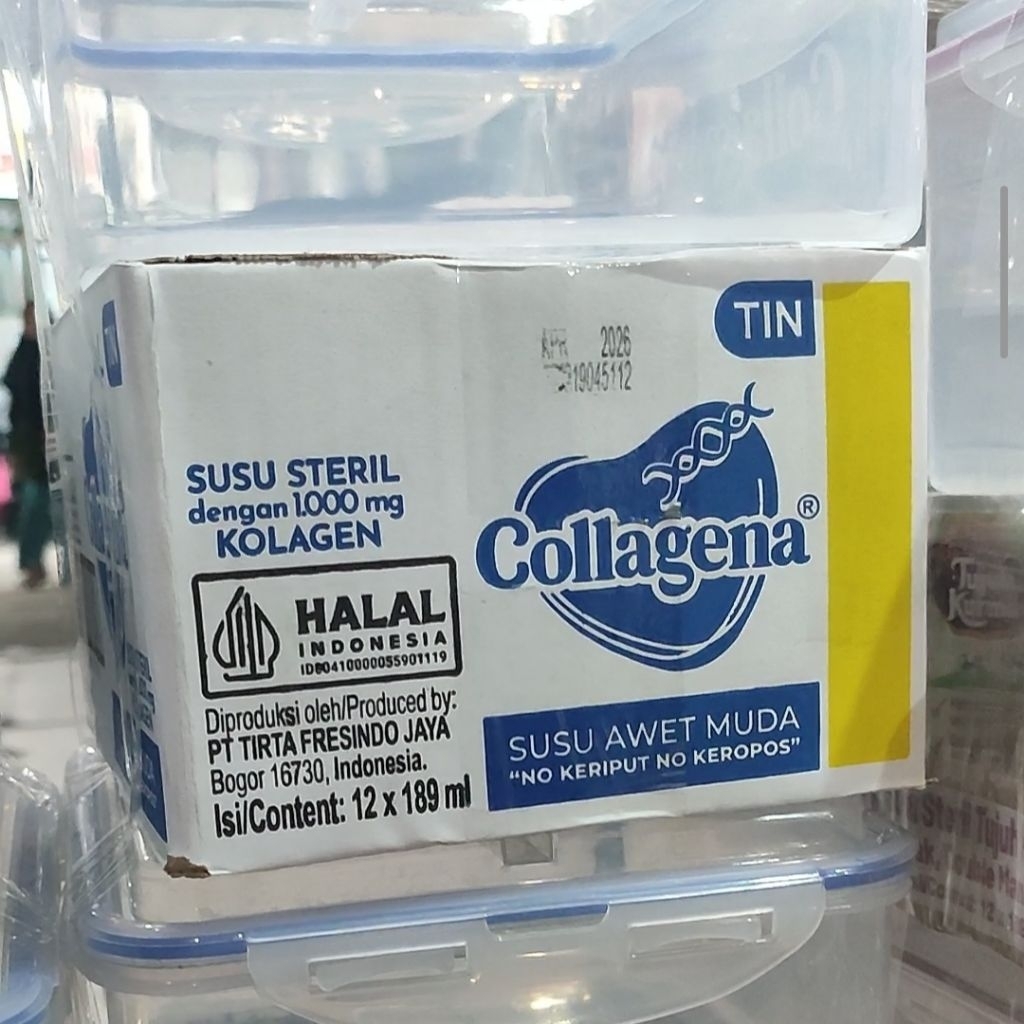 TIN
APR 2026
19045112
SUSU STERIL
dengan 1.000 mg
KOLAGEN
Collagena®
HALAL
INDONESIA
ID00410000055901119
Diproduksi oleh/Produced by:
PT TIRTA FRESINDO JAYA
Bogor 16730, Indonesia.
Isi/Content: 12 x 189 ml
SUSU AWET MUDA
"NO KERIPUT NO KEROPOS"